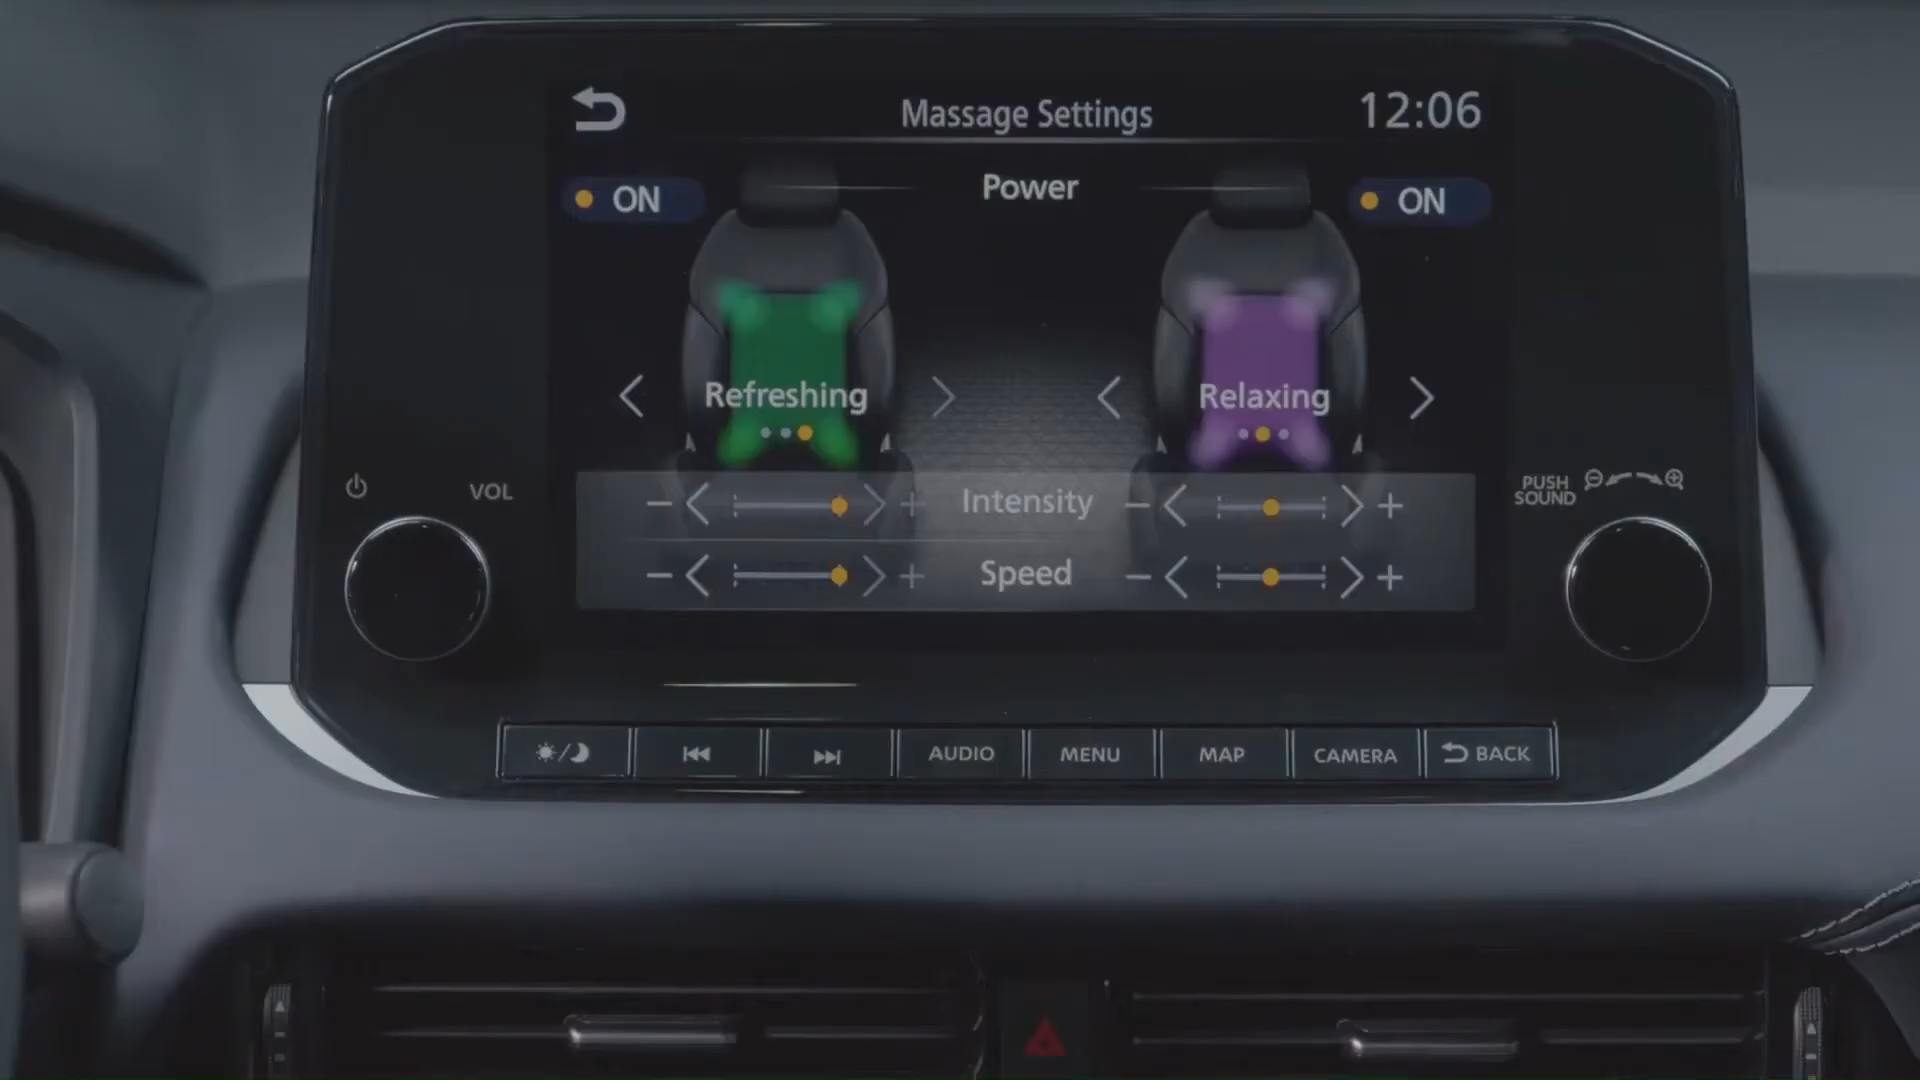 Massage Settings
12:06
ON
Power
ON
Refreshing
Relaxing
Intensity
Speed
VOL
PUSH
SOUND
AUDIO
MENU
MAP
CAMERA
BACK